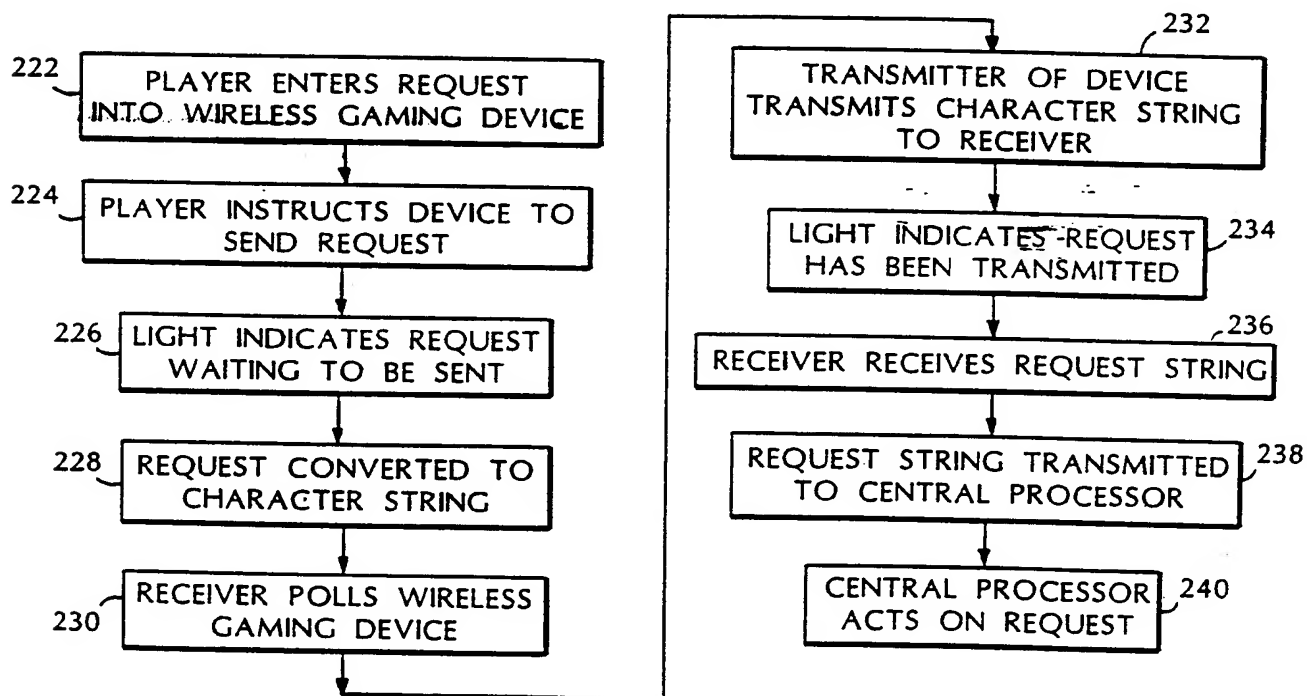 222
PLAYER ENTERS REQUEST
INTO WIRELESS GAMING DEVICE
224
PLAYER INSTRUCTS DEVICE TO
SEND REQUEST
226
LIGHT INDICATES REQUEST
WAITING TO BE SENT
228
REQUEST CONVERTED TO
CHARACTER STRING
230
RECEIVER POLLS WIRELESS
GAMING DEVICE
232
TRANSMITTER OF DEVICE
TRANSMITS CHARACTER STRING
TO RECEIVER
234
LIGHT INDICATES REQUEST
HAS BEEN TRANSMITTED
236
RECEIVER RECEIVES REQUEST STRING
238
REQUEST STRING TRANSMITTED
TO CENTRAL PROCESSOR
240
CENTRAL PROCESSOR
ACTS ON REQUEST